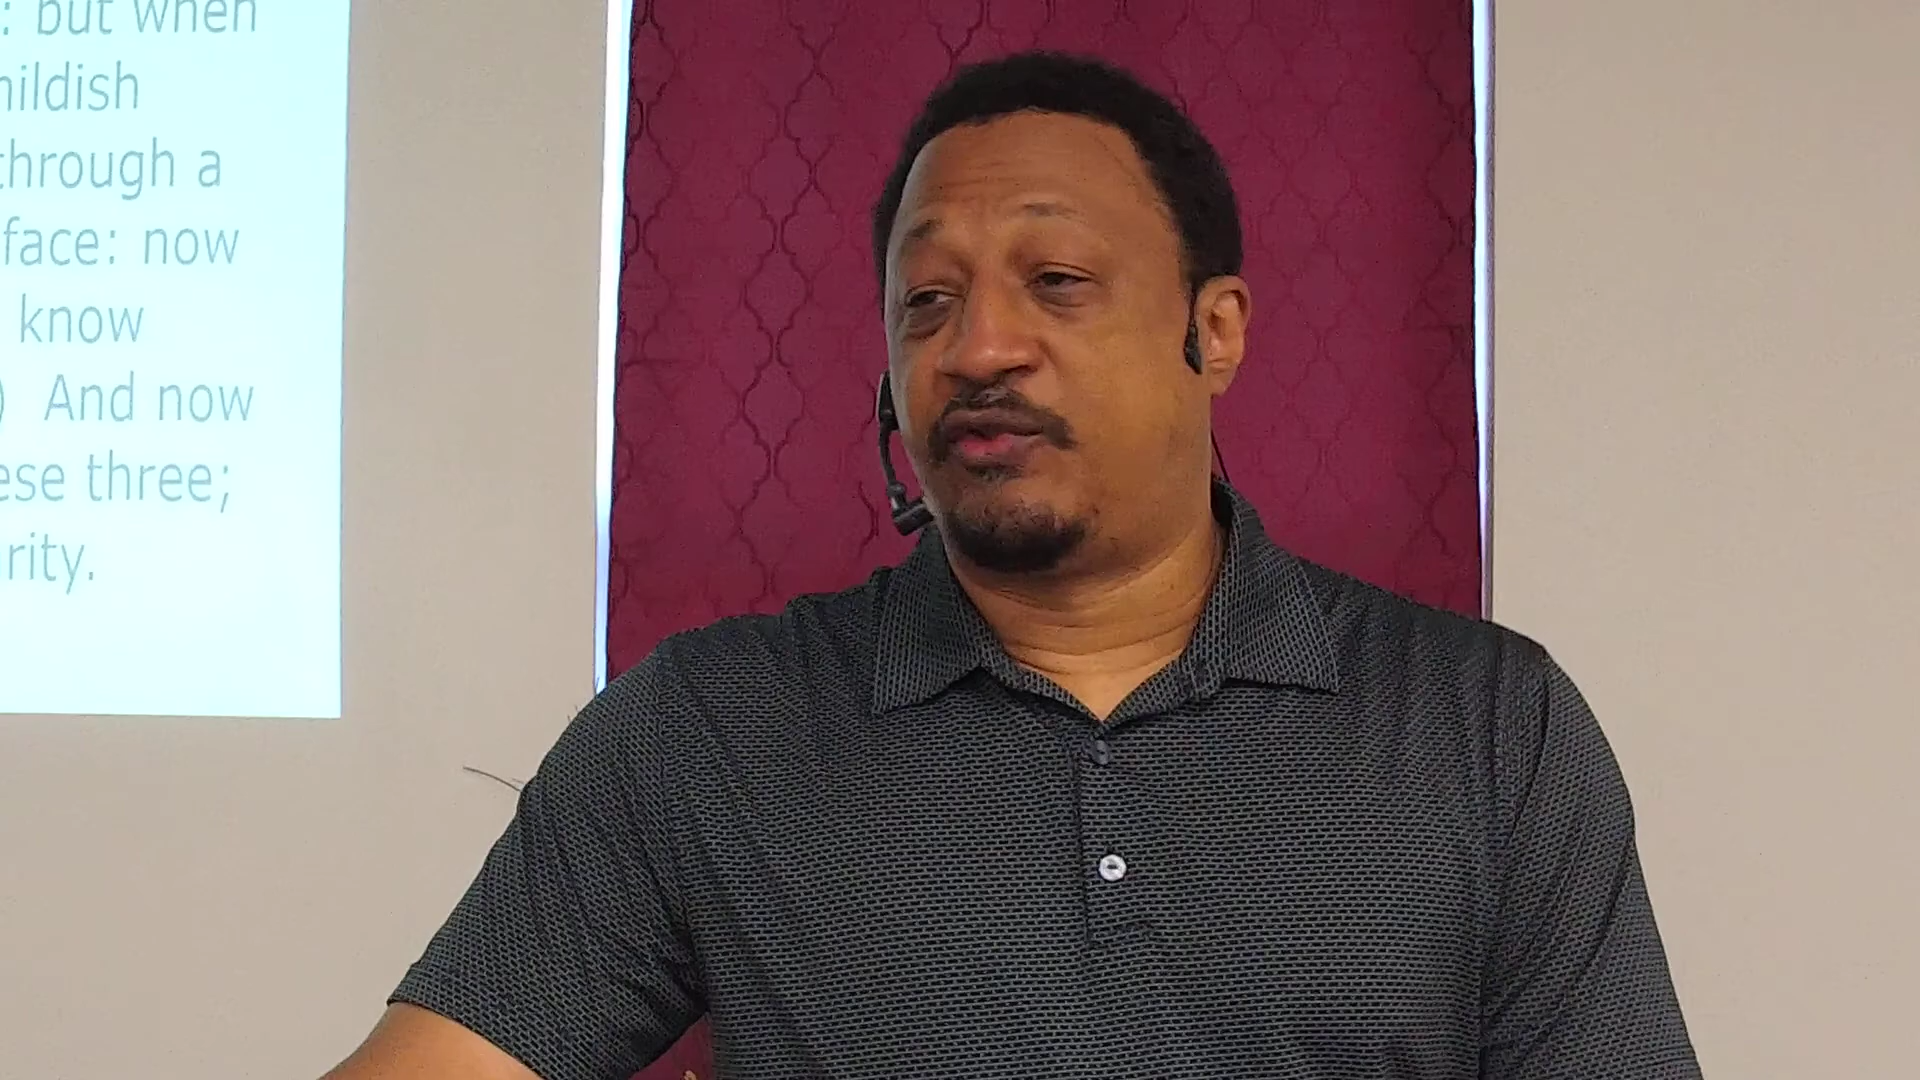 : but when
hildish
through a
face: now
know
) And now
ese three;
rity.